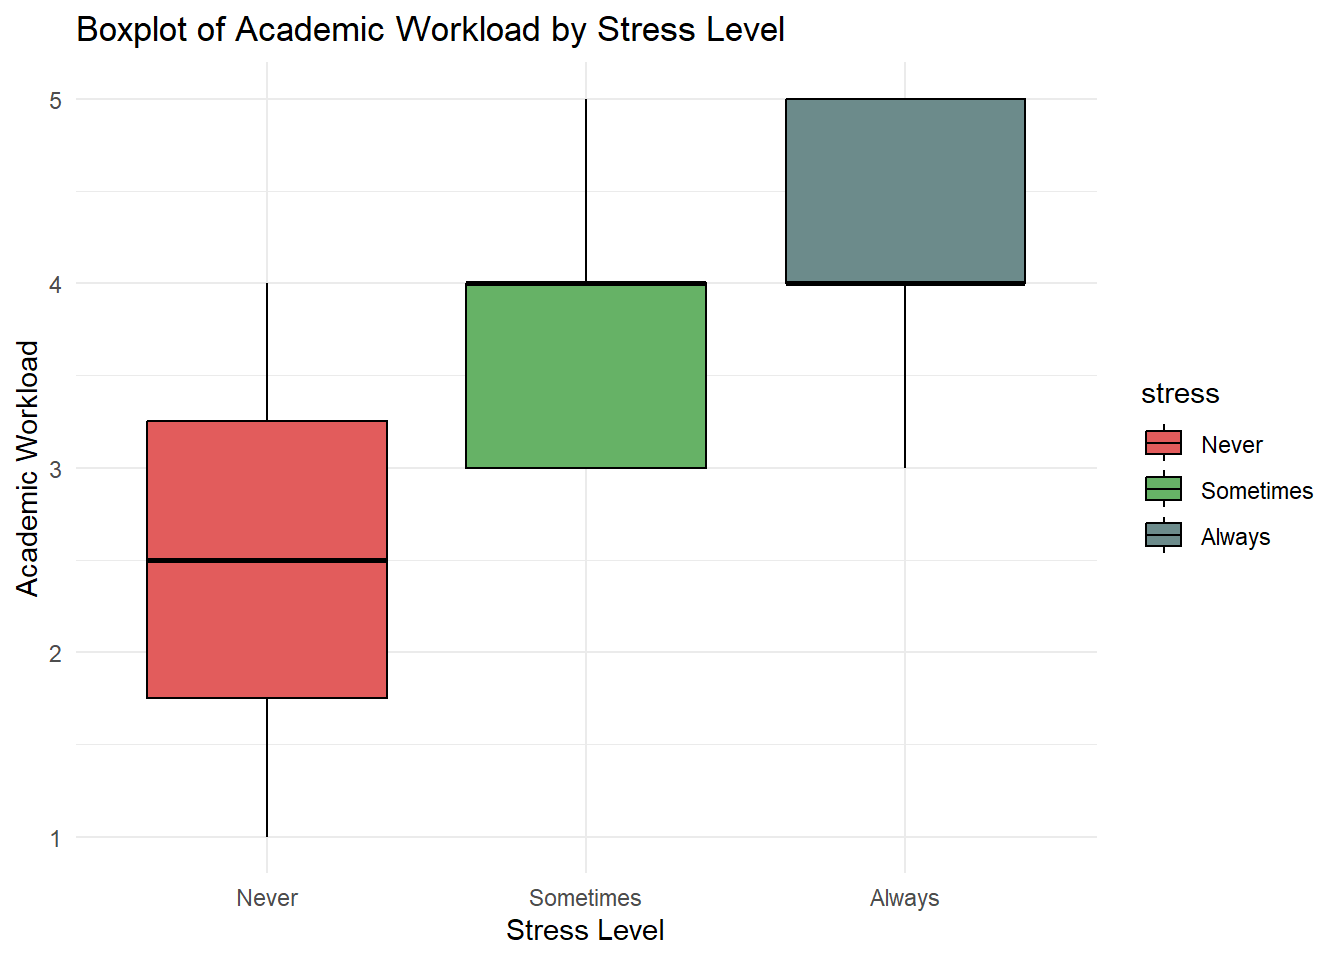 Boxplot of Academic Workload by Stress Level
Academic Workload
5
4
3
2
1
Never
Sometimes
Always
Stress Level
stress
Never
Sometimes
Always